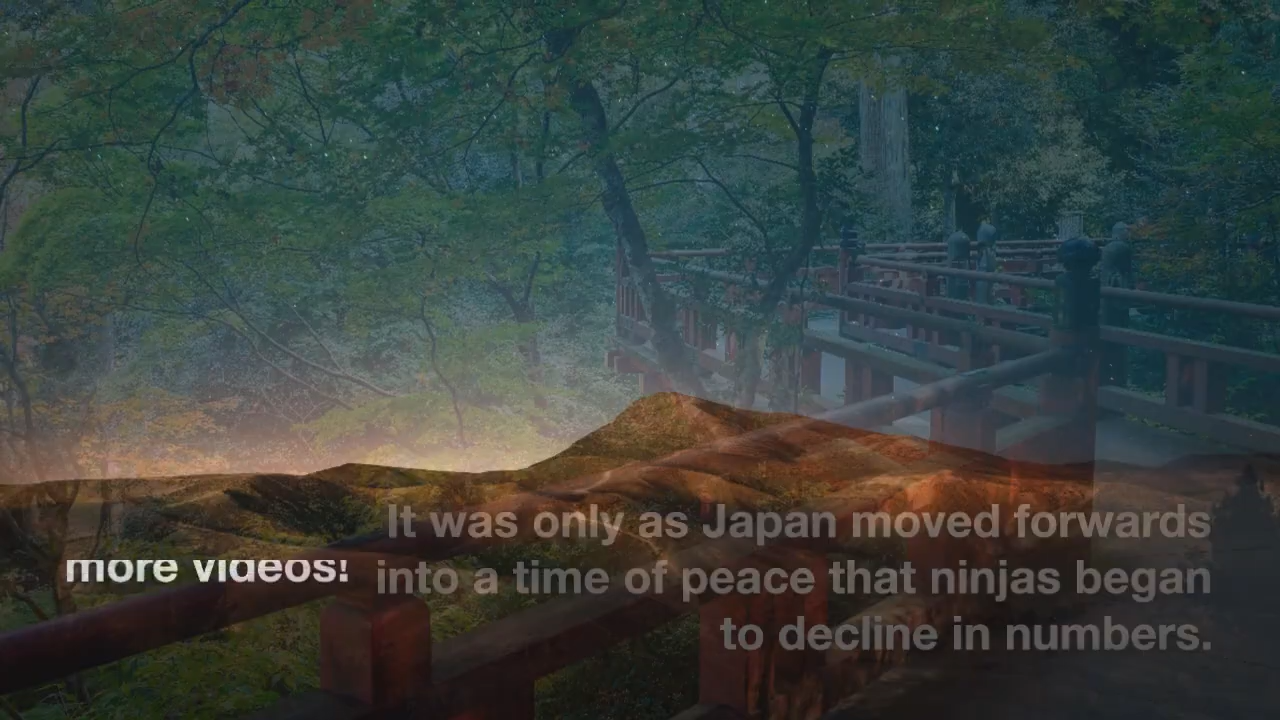 It was only as Japan moved forwards
into a time of peace that ninjas began
to decline in numbers.
more videos!